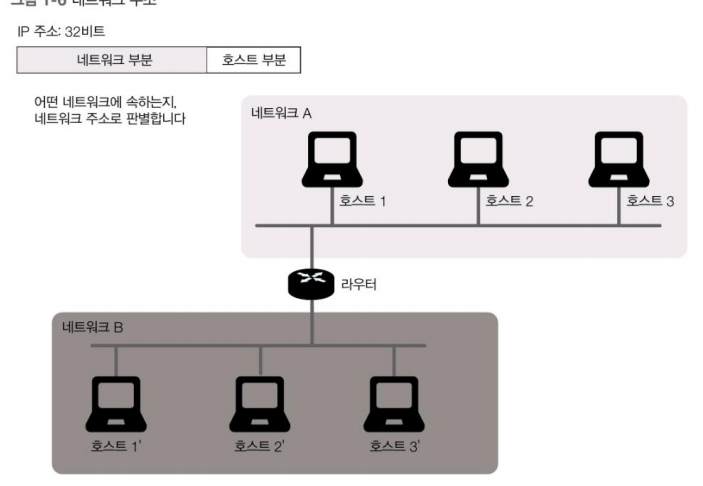 그림 1-6 네트워크 주소
IP 주소: 32비트
네트워크 부분
호스트 부분
어떤 네트워크에 속하는지,
네트워크 주소로 판별합니다
네트워크 A
호스트 1
호스트 2
호스트 3
라우터
네트워크 B
호스트 1'
호스트 2'
호스트 3'